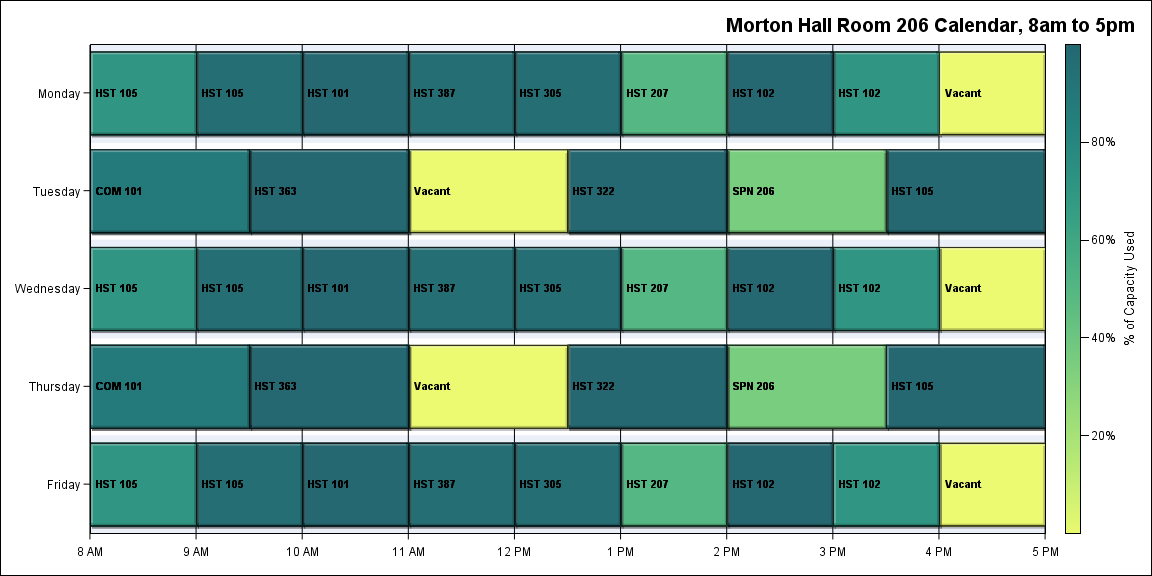 Morton Hall Room 206 Calendar, 8am to 5pm
Monday HST 105 HST 105 HST 101 HST 387 HST 305 HST 207 HST 102 HST 102 Vacant
Tuesday COM 101 HST 363 Vacant HST 322 SPN 206 HST 105
Wednesday HST 105 HST 105 HST 101 HST 387 HST 305 HST 207 HST 102 HST 102 Vacant
Thursday COM 101 HST 363 Vacant HST 322 SPN 206 HST 105
Friday HST 105 HST 105 HST 101 HST 387 HST 305 HST 207 HST 102 HST 102 Vacant
8 AM 9 AM 10 AM 11 AM 12 PM 1 PM 2 PM 3 PM 4 PM 5 PM
80%
60%
40%
20%
% of Capacity Used